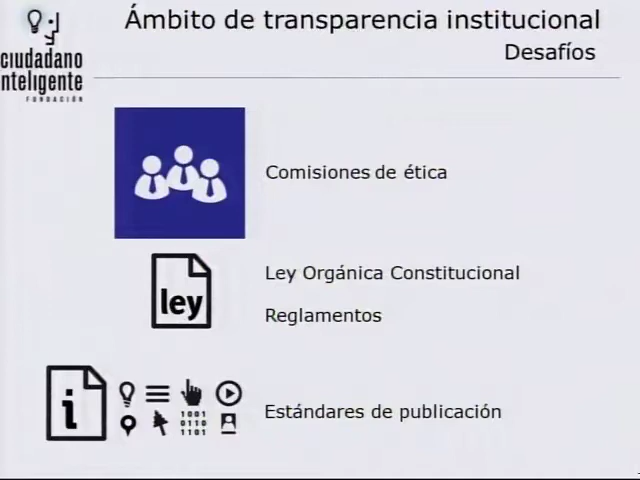 Ámbito de transparencia institucional
Desafíos
ciudadano
inteligente
FUNDACIÓN
Comisiones de ética
ley
Ley Orgánica Constitucional
Reglamentos
i
1001
0110
1101
Estándares de publicación